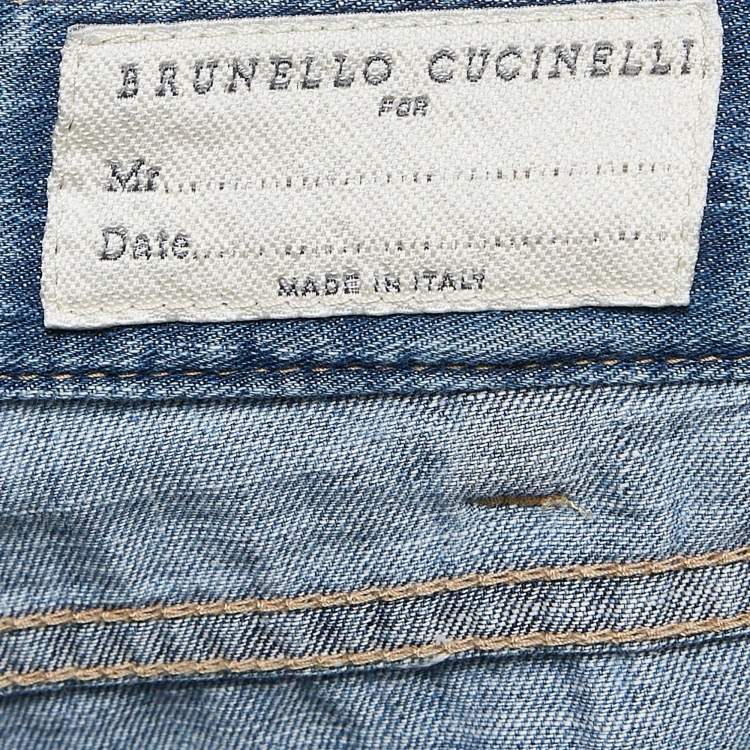 BRUNELLO CUCINELLI
FOR
Mr.......................................
Date.......................................
MADE IN ITALY